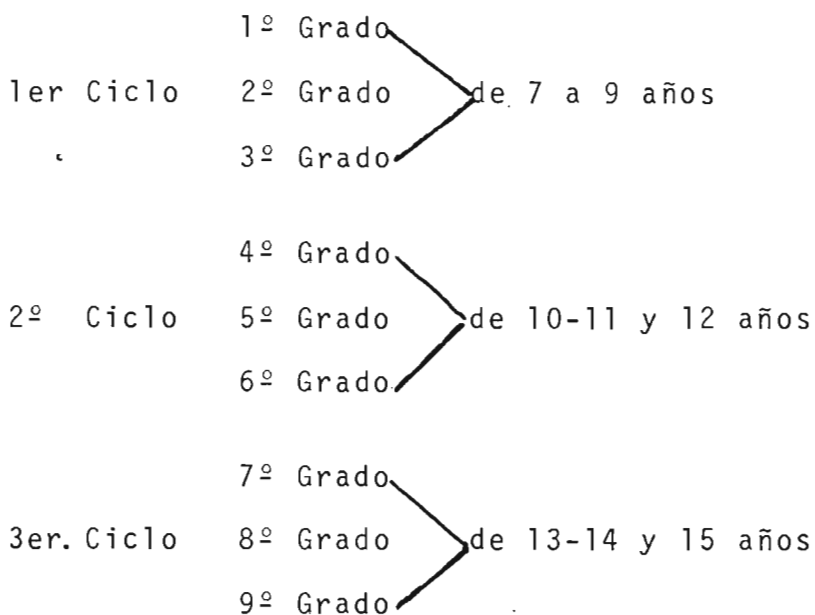 1º Grado
1er Ciclo 2º Grado de 7 a 9 años
3º Grado
4º Grado
2º Ciclo 5º Grado de 10-11 y 12 años
6º Grado
7º Grado
3er. Ciclo 8º Grado de 13-14 y 15 años
9º Grado